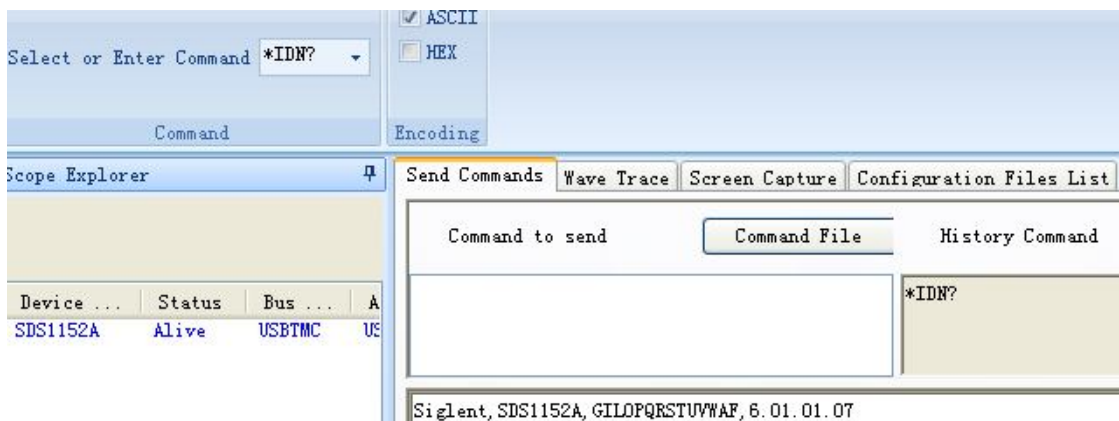 ASCII
Select or Enter Command *IDN?
HEX
Command
Encoding
Scope Explorer
Send Commands Wave Trace Screen Capture Configuration Files List
Command to send Command File History Command
*IDN?
Device ... Status Bus ... A
SDS1152A Alive USBTMC US
Siglent, SDS1152A, GILOPQRSTUVWAF, 6.01.01.07